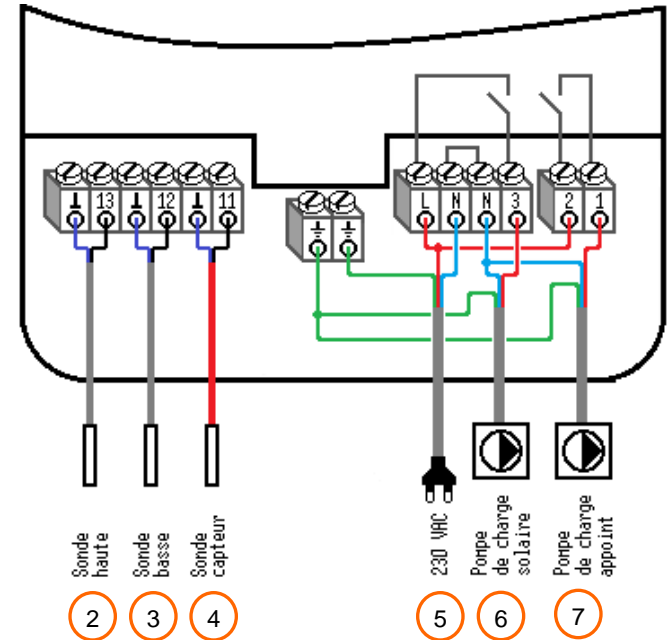 ⊥ 13 ⊥ 12 ⊥ 11
L N N 3
2 1
Sonde
haute
Sonde
basse
Sonde
capteur
230 VAC
Pompe
de charge
solaire
Pompe
de charge
appoint
2 3 4 5 6 7